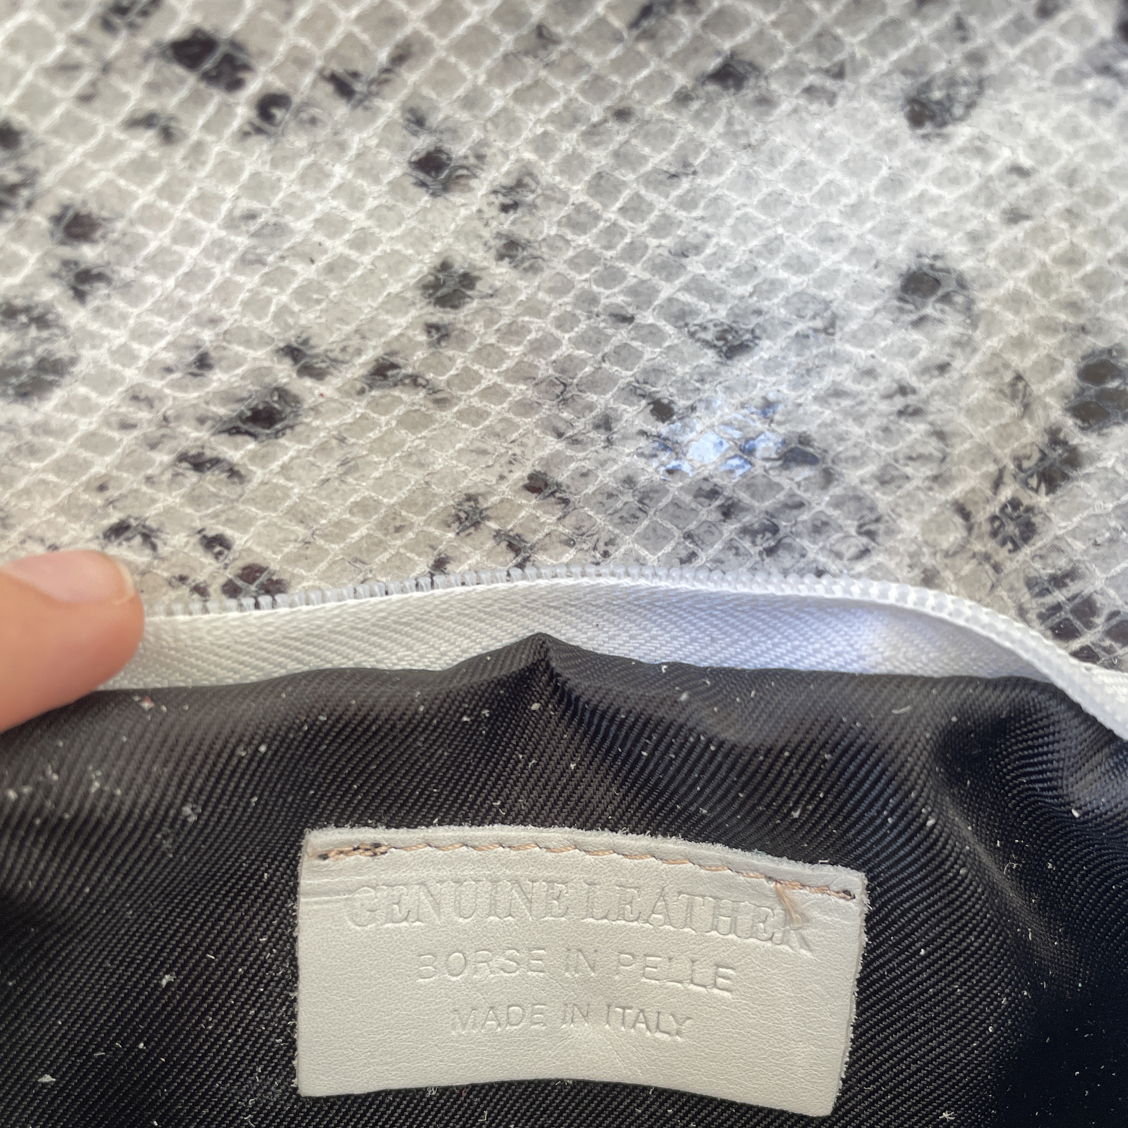 GENUINE LEATHER
BORSE IN PELLE
MADE IN ITALY